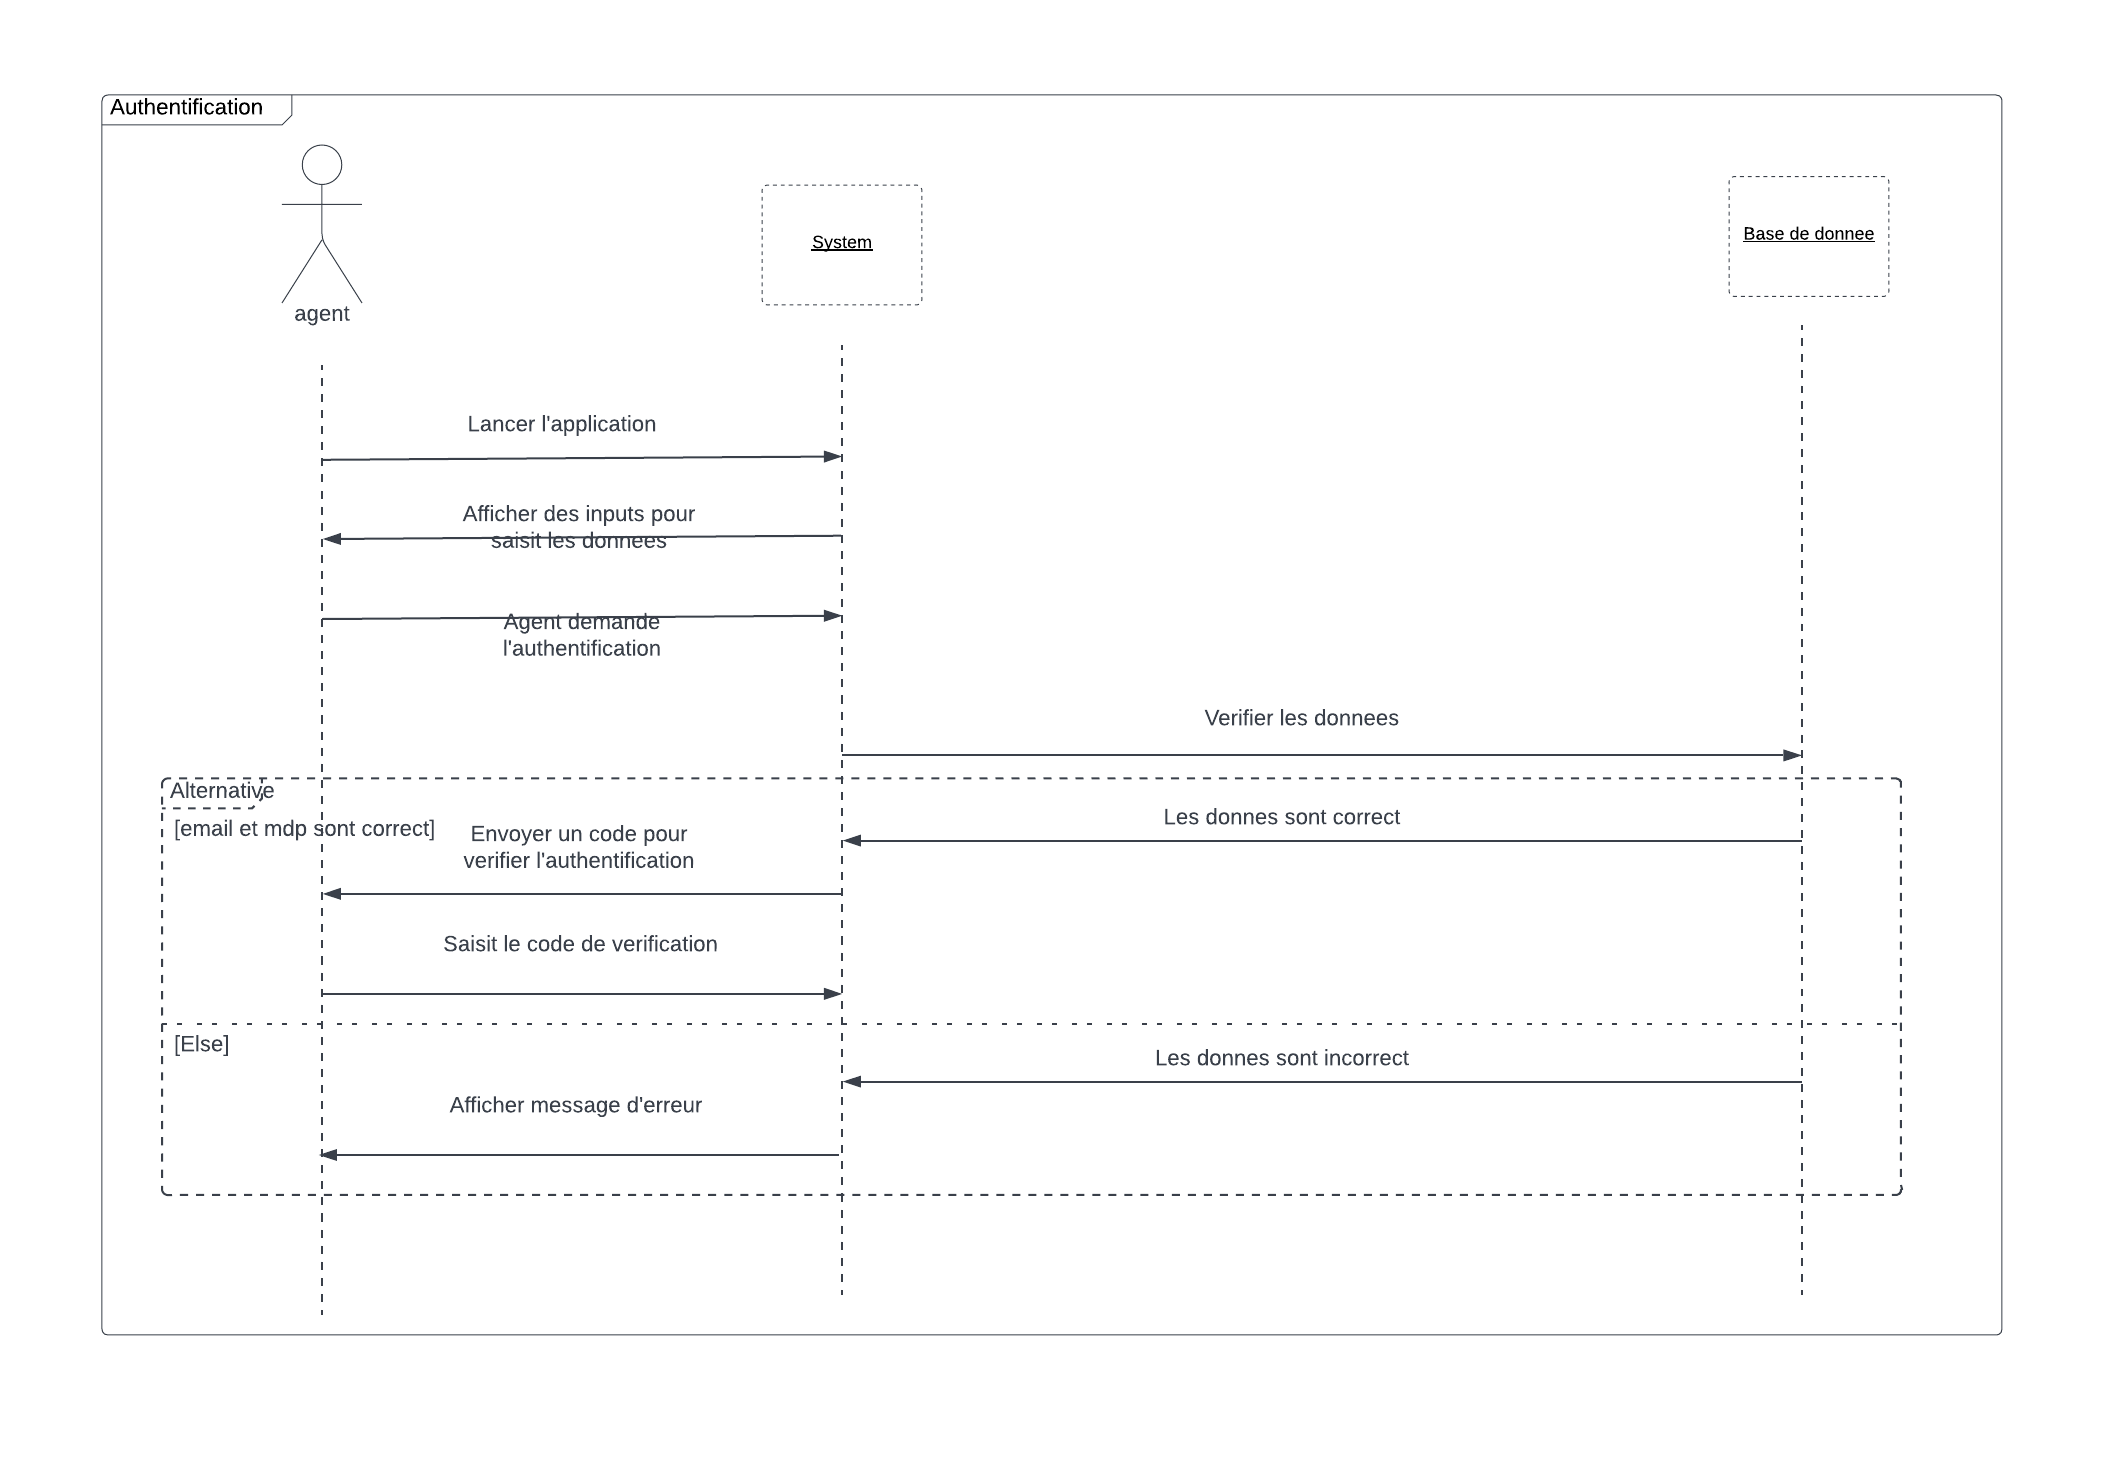 Authentification
agent
System
Base de donnee
Lancer l'application
Afficher des inputs pour
saisit les donnees
Agent demande
l'authentification
Verifier les donnees
Alternative
[email et mdp sont correct]
Les donnes sont correct
Envoyer un code pour
verifier l'authentification
Saisit le code de verification
[Else]
Les donnes sont incorrect
Afficher message d'erreur